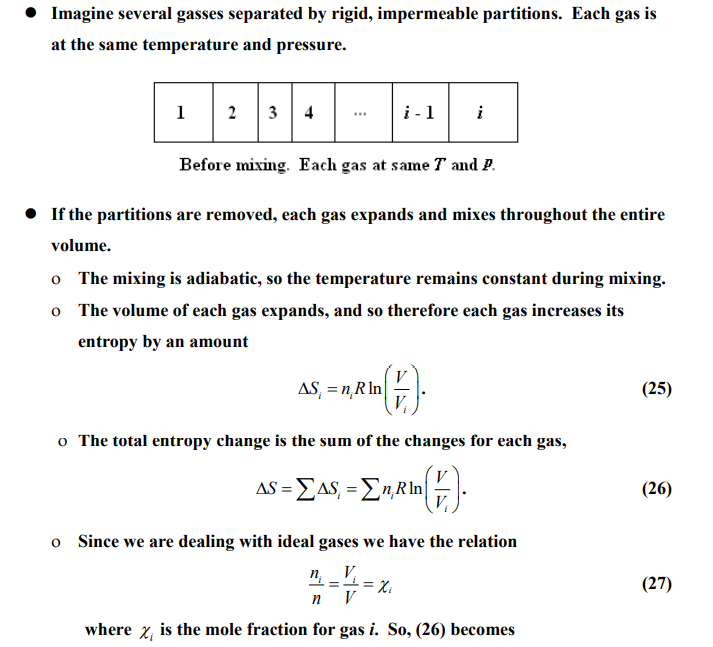 ● Imagine several gasses separated by rigid, impermeable partitions. Each gas is
at the same temperature and pressure.
1 2 3 4 ... i - 1 i
Before mixing. Each gas at same T and P.
● If the partitions are removed, each gas expands and mixes throughout the entire
volume.
o The mixing is adiabatic, so the temperature remains constant during mixing.
o The volume of each gas expands, and so therefore each gas increases its
entropy by an amount
ΔS_i = n_i R ln(V/V_i). (25)
o The total entropy change is the sum of the changes for each gas,
ΔS = ∑ΔS_i = ∑n_i R ln(V/V_i). (26)
o Since we are dealing with ideal gases we have the relation
n_i/n = V_i/V = χ_i (27)
where χ_i is the mole fraction for gas i. So, (26) becomes